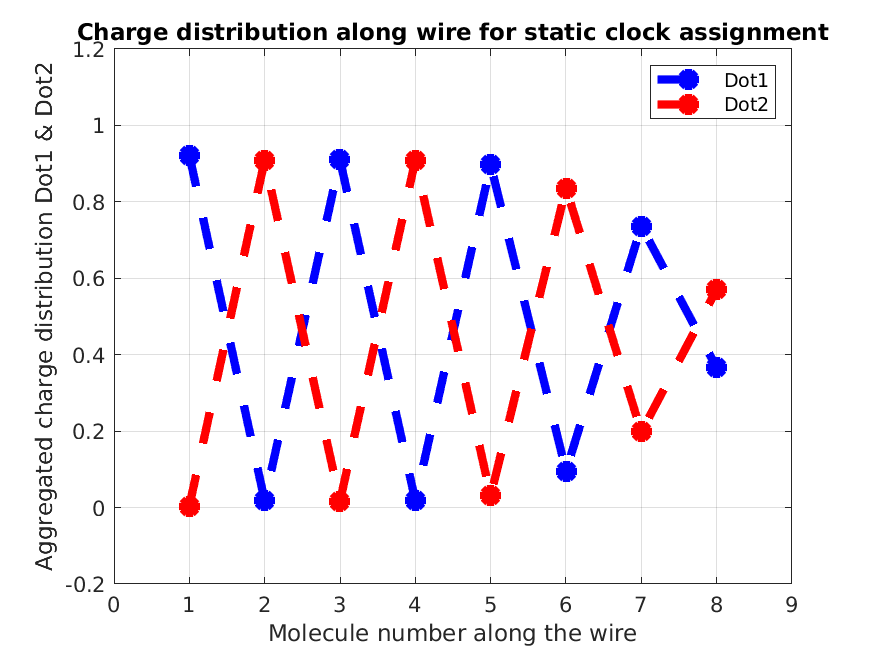 Charge distribution along wire for static clock assignment
Aggregated charge distribution Dot1 & Dot2
1.2
1
0.8
0.6
0.4
0.2
0
-0.2
0 1 2 3 4 5 6 7 8 9
Molecule number along the wire
Dot1
Dot2